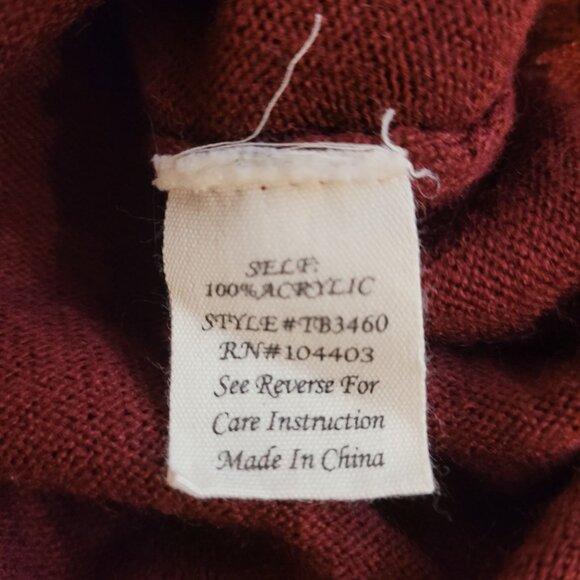 SELF:
100%ACRYLIC
STYLE#TB3460
RN#104403
See Reverse For
Care Instruction
Made In China